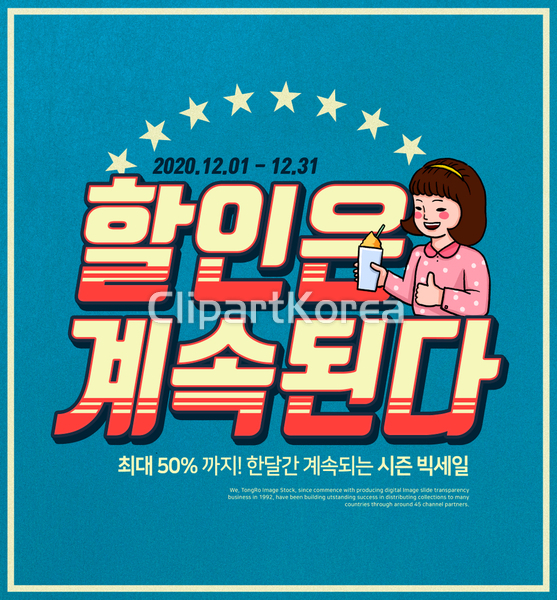 2020.12.01 - 12.31
할인은
ClipartKorea
계속된다
최대 50% 까지! 한달간 계속되는 시즌 빅세일
We, TongRo Image Stock, since commence with producing digital Image slide transparency
business in 1992, have been building utstanding success in distributing collections to many
countries through around 45 channel partners.